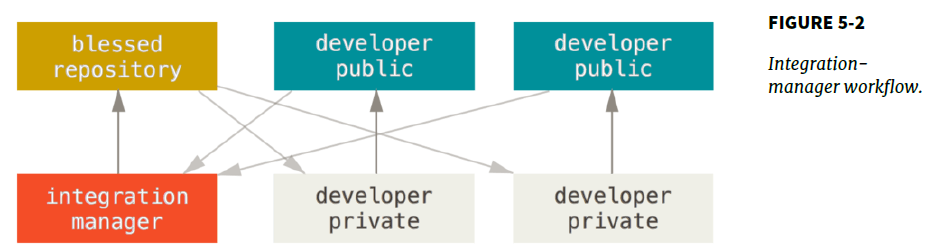 blessed
repository
developer
public
developer
public
integration
manager
developer
private
developer
private
FIGURE 5-2
Integration-
manager workflow.